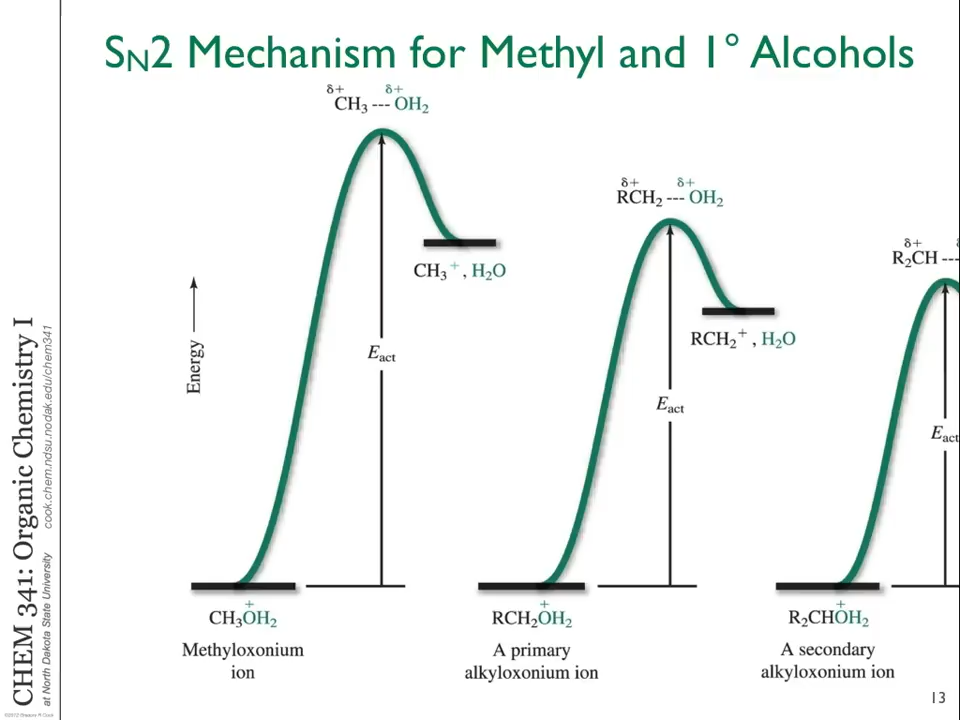 SN2 Mechanism for Methyl and 1° Alcohols
δ+ δ+
CH3 --- OH2
CH3+ , H2O
Eact
Energy
δ+ δ+
RCH2 --- OH2
RCH2+ , H2O
Eact
δ+ δ
R2CH ---
Eact
CH3OH2
+
Methyloxonium
ion
RCH2OH2
+
A primary
alkyloxonium ion
R2CHOH2
+
A secondary
alkyloxonium ion
13
CHEM 341: Organic Chemistry I
at North Dakota State University cook.chem.ndsu.nodak.edu/chem341